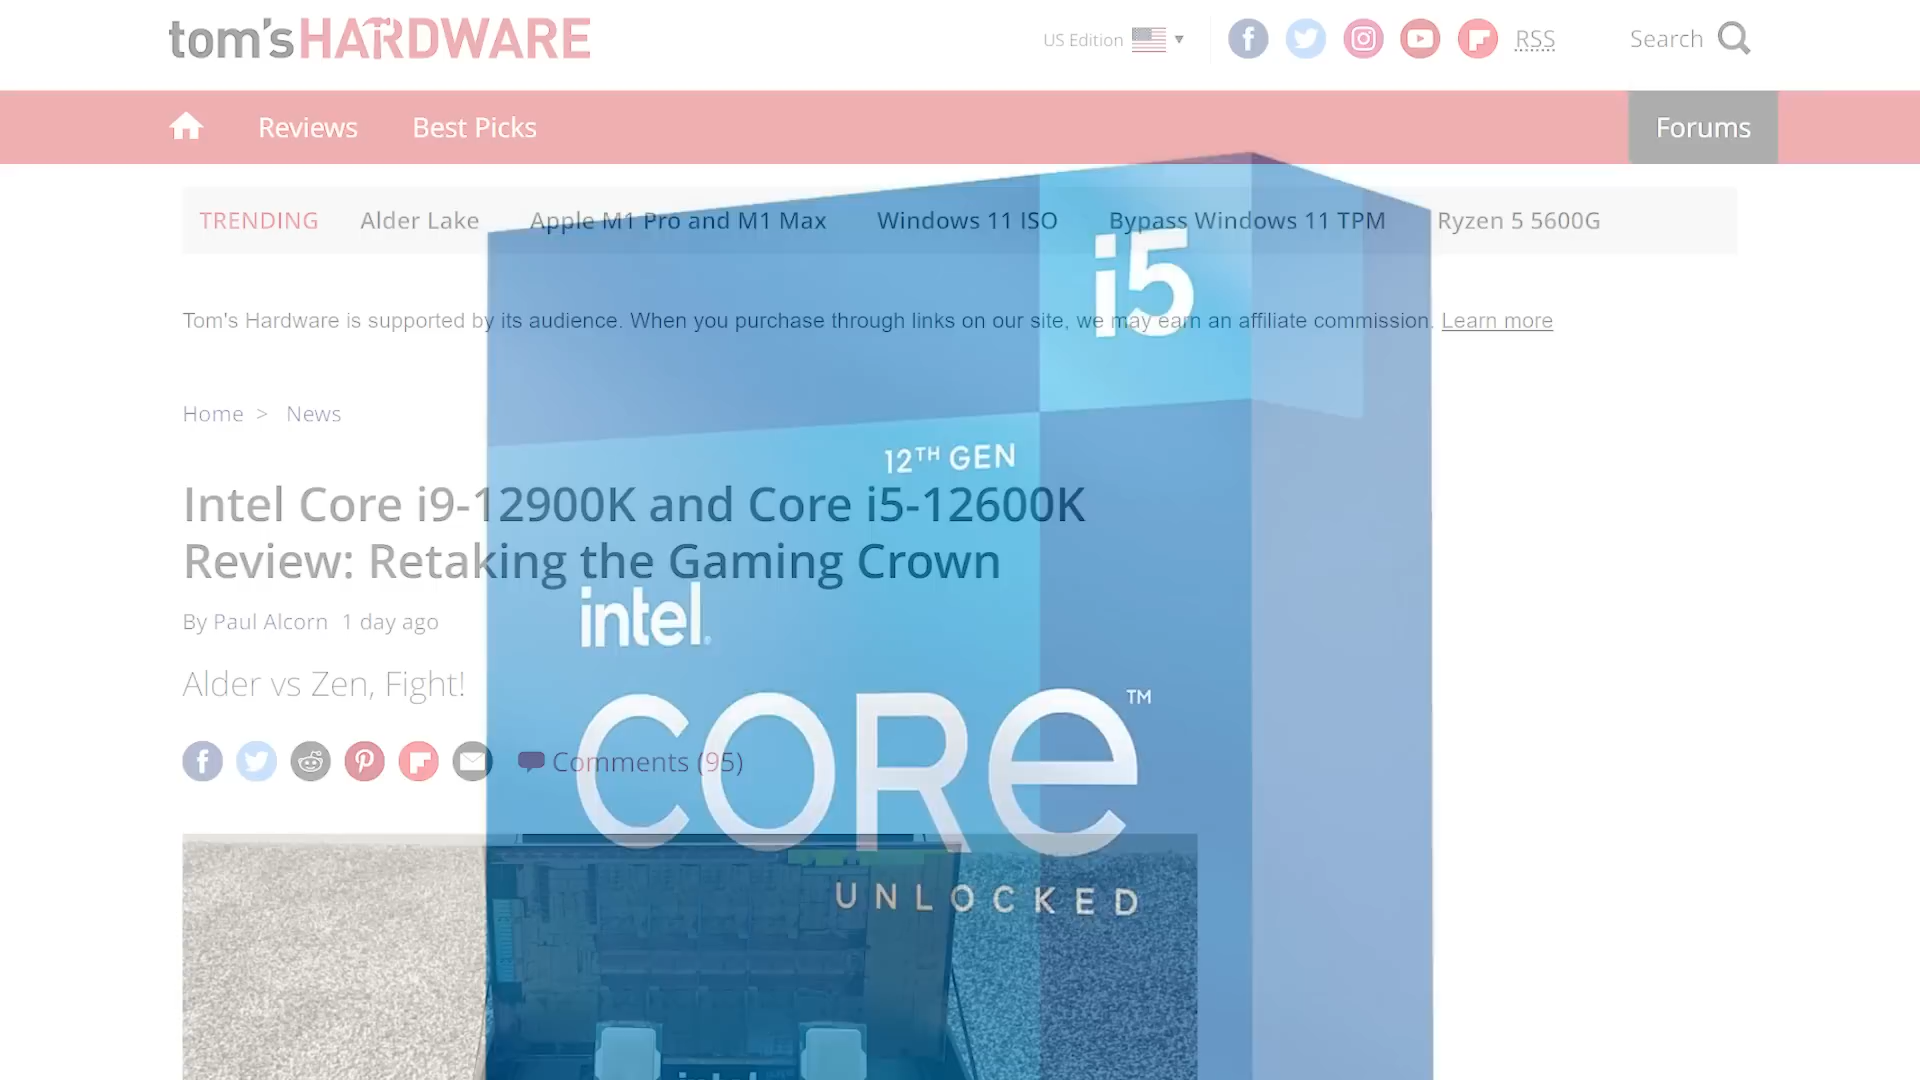 tom'sHARDWARE
US Edition
RSS
Search
Reviews
Best Picks
Forums
TRENDING
Alder Lake
Apple M1 Pro and M1 Max
Windows 11 ISO
Bypass Windows 11 TPM
Ryzen 5 5600G
i5
Tom's Hardware is supported by its audience. When you purchase through links on our site, we may earn an affiliate commission. Learn more
Home > News
12TH GEN
Intel Core i9-12900K and Core i5-12600K
Review: Retaking the Gaming Crown
intel.
By Paul Alcorn 1 day ago
Alder vs Zen, Fight!
CORE™
Comments (95)
UNLOCKED
intel